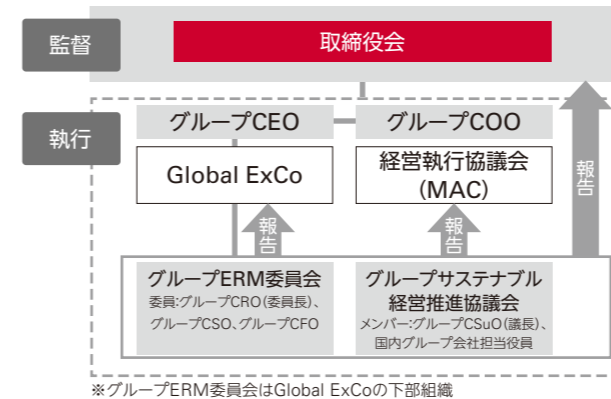 監督
取締役会
執行
グループCEO
グループCOO
Global ExCo
経営執行協議会
(MAC)
報告
報告
報告
グループERM委員会
委員:グループCRO(委員長)、
グループCSO、グループCFO
グループサステナブル
経営推進協議会
メンバー:グループCSuO(議長)、
国内グループ会社担当役員
※グループERM委員会はGlobal ExCoの下部組織